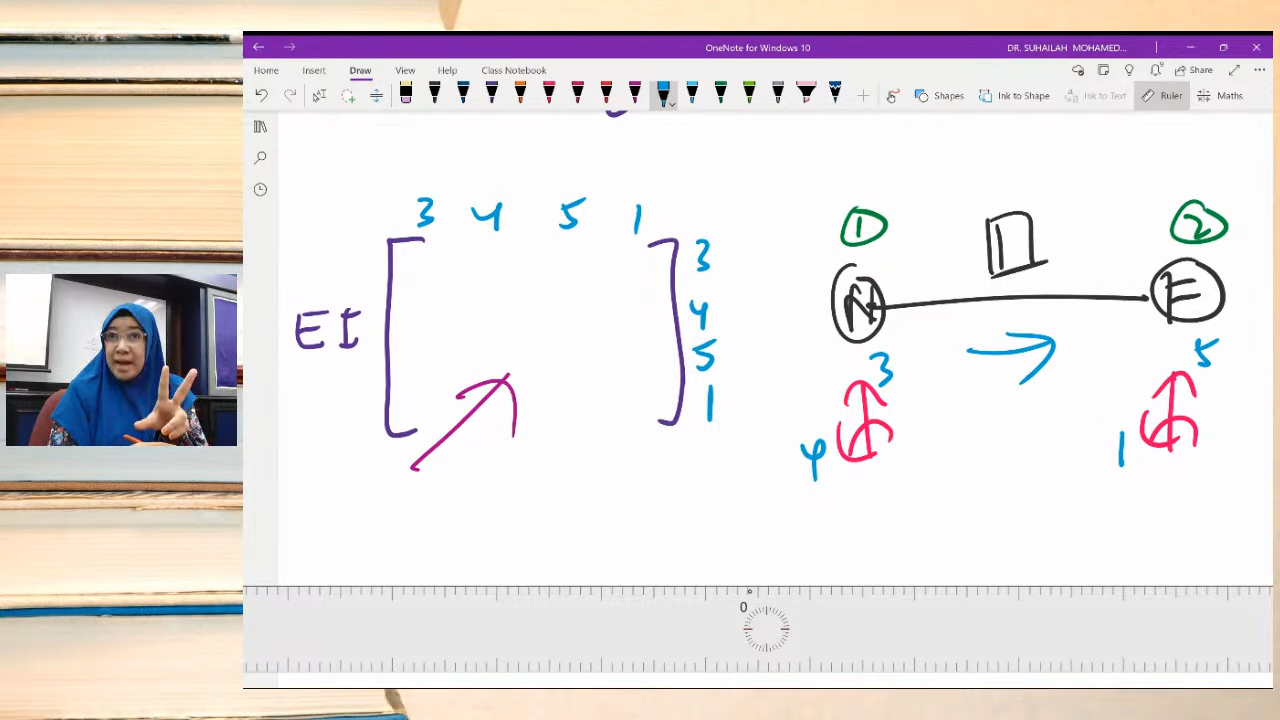 OneNote for Windows 10
DR. SUHAILAH MOHAMED...
Home Insert Draw View Help Class Notebook
Share
Shapes Ink to Shape Ink to Text Ruler Maths
3 4 5 1
EI
3
4
5
1
1
2
N
F
3
5
4
1
0